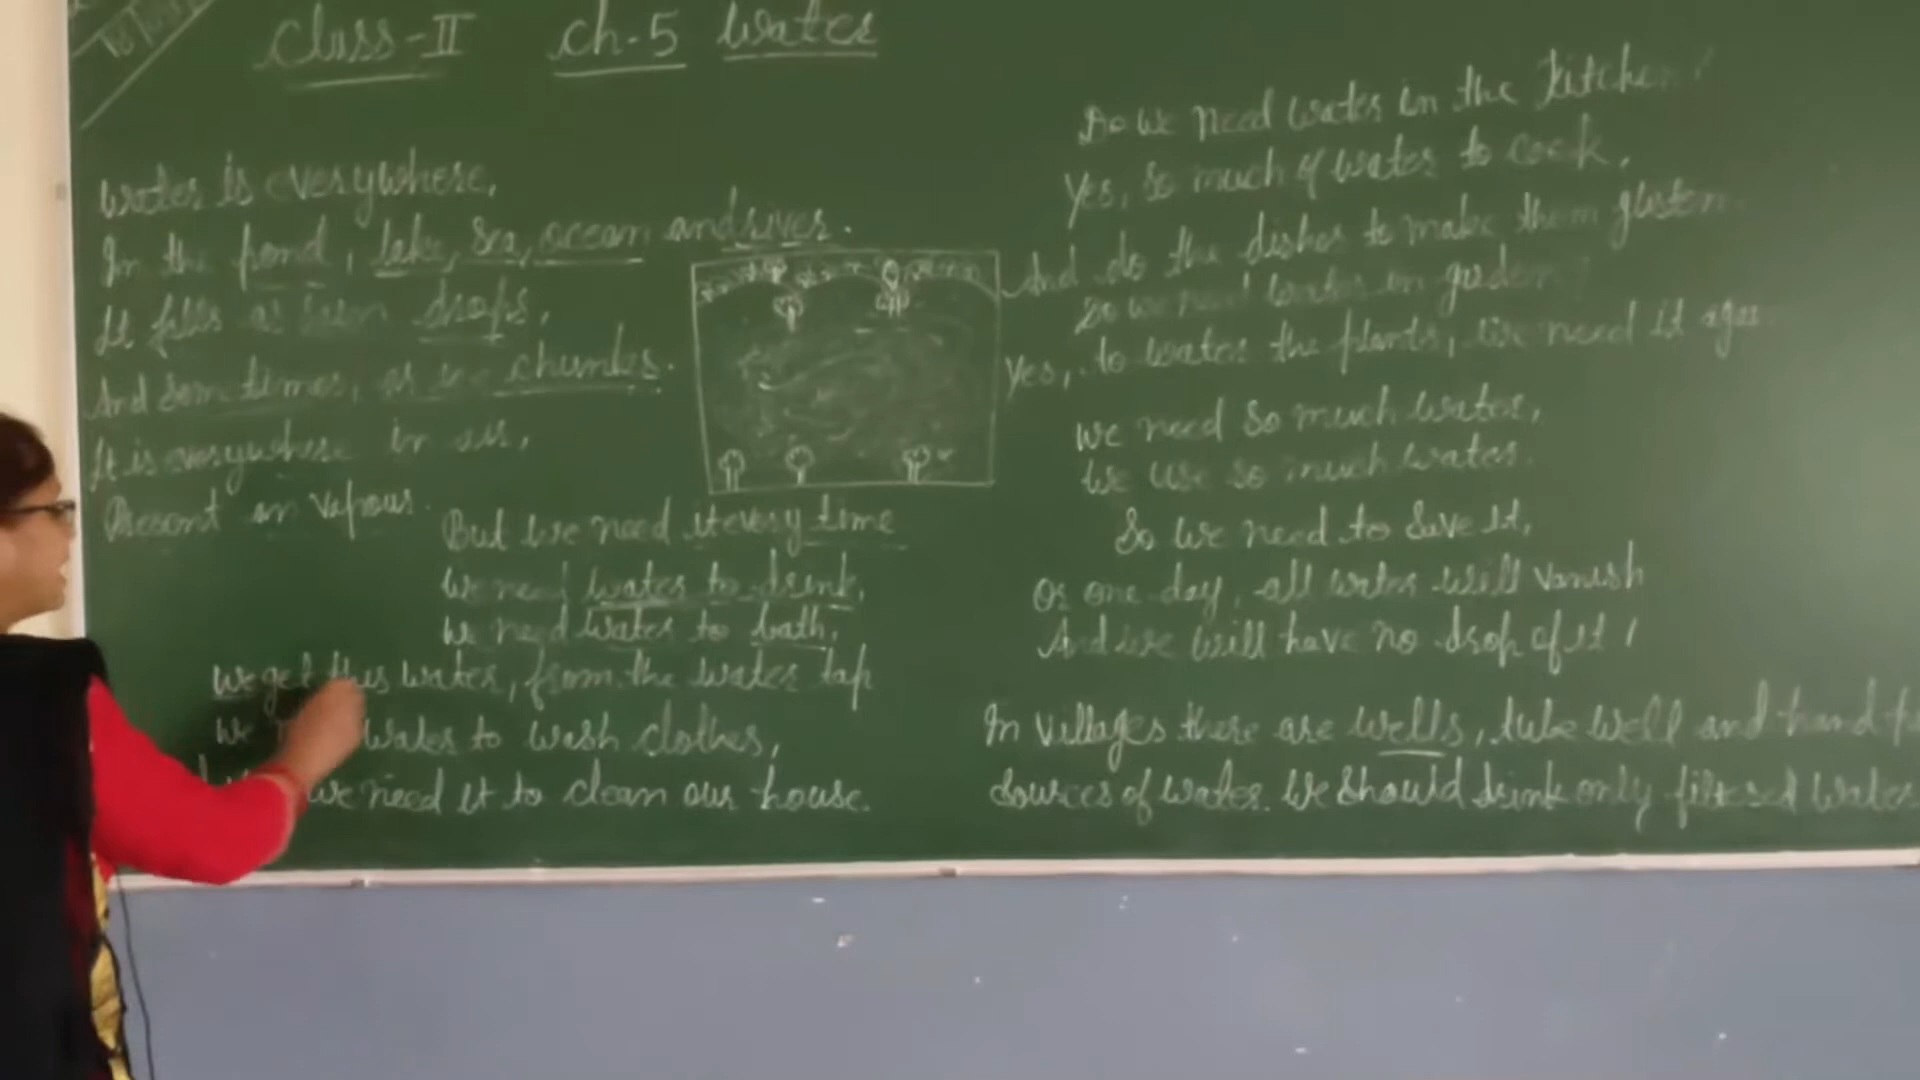 Class-II ch-5 Water
Water is everywhere,
In the pond, lake, Sea, ocean and river.
It falls as rain drops,
And sometimes, as ice chumbs.
It is everywhere in air,
Present in vapour.
But we need it every time
We need water to drink,
We need water to bath,
We get this water, from the water tap
We water to wash clothes,
we need it to clean our house.
Do we need water in the kitchen?
Yes, so much of water to cook,
And do the dishes to make them glisten.
Do we need water in garden?
Yes, to water the plants, we need it
We need so much water,
We use so much water.
So we need to save it,
Or one day, all water will vanish
And we will have no drop of it!
In villages there are wells, tube well and hand
sources of water. We should drink only filtered water